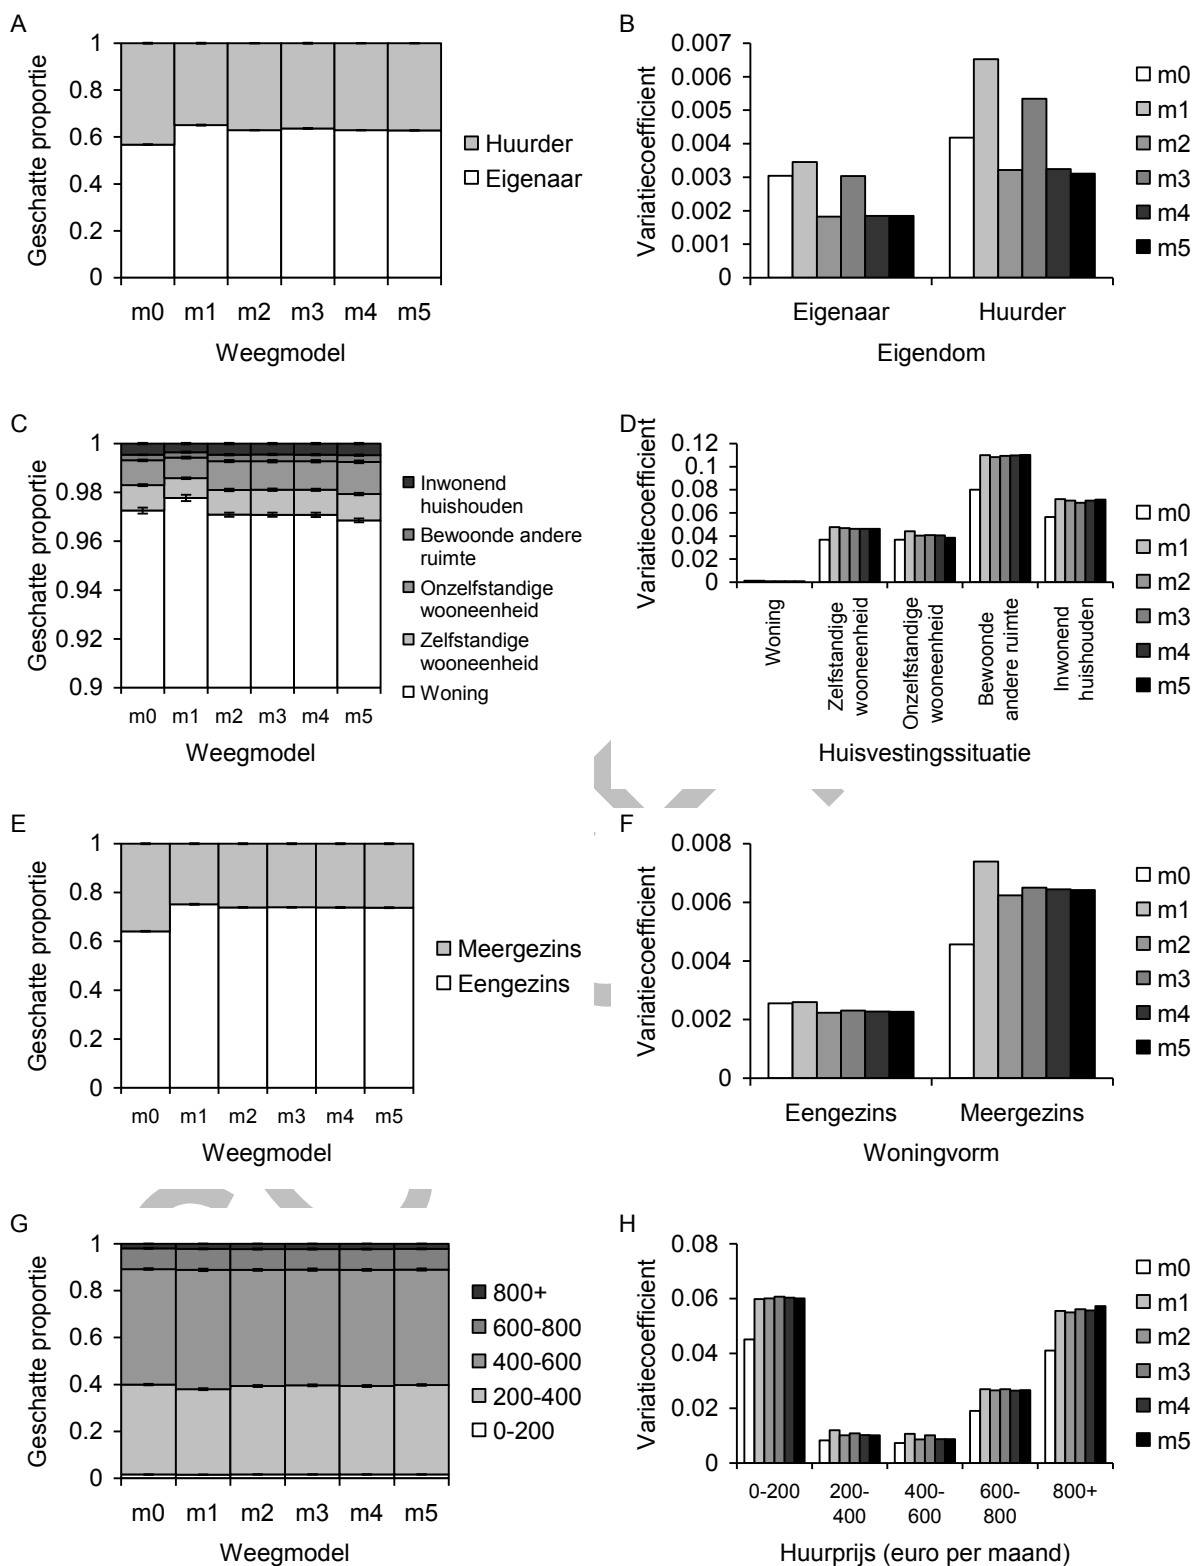 A
Geschatte proportie
1
0.8
0.6
0.4
0.2
0
m0 m1 m2 m3 m4 m5
Weegmodel
Huurder
Eigenaar
B
Variatiecoefficient
0.007
0.006
0.005
0.004
0.003
0.002
0.001
0
Eigenaar Huurder
Eigendom
m0
m1
m2
m3
m4
m5
C
Geschatte proportie
1
0.98
0.96
0.94
0.92
0.9
m0 m1 m2 m3 m4 m5
Weegmodel
Inwonend
huishouden
Bewoonde andere
ruimte
Onzelfstandige
wooneenheid
Zelfstandige
wooneenheid
Woning
D
Variatiecoefficient
0.12
0.1
0.08
0.06
0.04
0.02
0
Woning
Zelfstandige
wooneenheid
Onzelfstandige
wooneenheid
Bewoonde
andere ruimte
Inwonend
huishouden
Huisvestingssituatie
m0
m1
m2
m3
m4
m5
E
Geschatte proportie
1
0.8
0.6
0.4
0.2
0
m0 m1 m2 m3 m4 m5
Weegmodel
Meergezins
Eengezins
F
Variatiecoefficient
0.008
0.006
0.004
0.002
0
Eengezins Meergezins
Woningvorm
m0
m1
m2
m3
m4
m5
G
Geschatte proportie
1
0.8
0.6
0.4
0.2
0
m0 m1 m2 m3 m4 m5
Weegmodel
800+
600-800
400-600
200-400
0-200
H
Variatiecoefficient
0.08
0.06
0.04
0.02
0
0-200 200- 400- 600- 800+
400 600 800
Huurprijs (euro per maand)
m0
m1
m2
m3
m4
m5